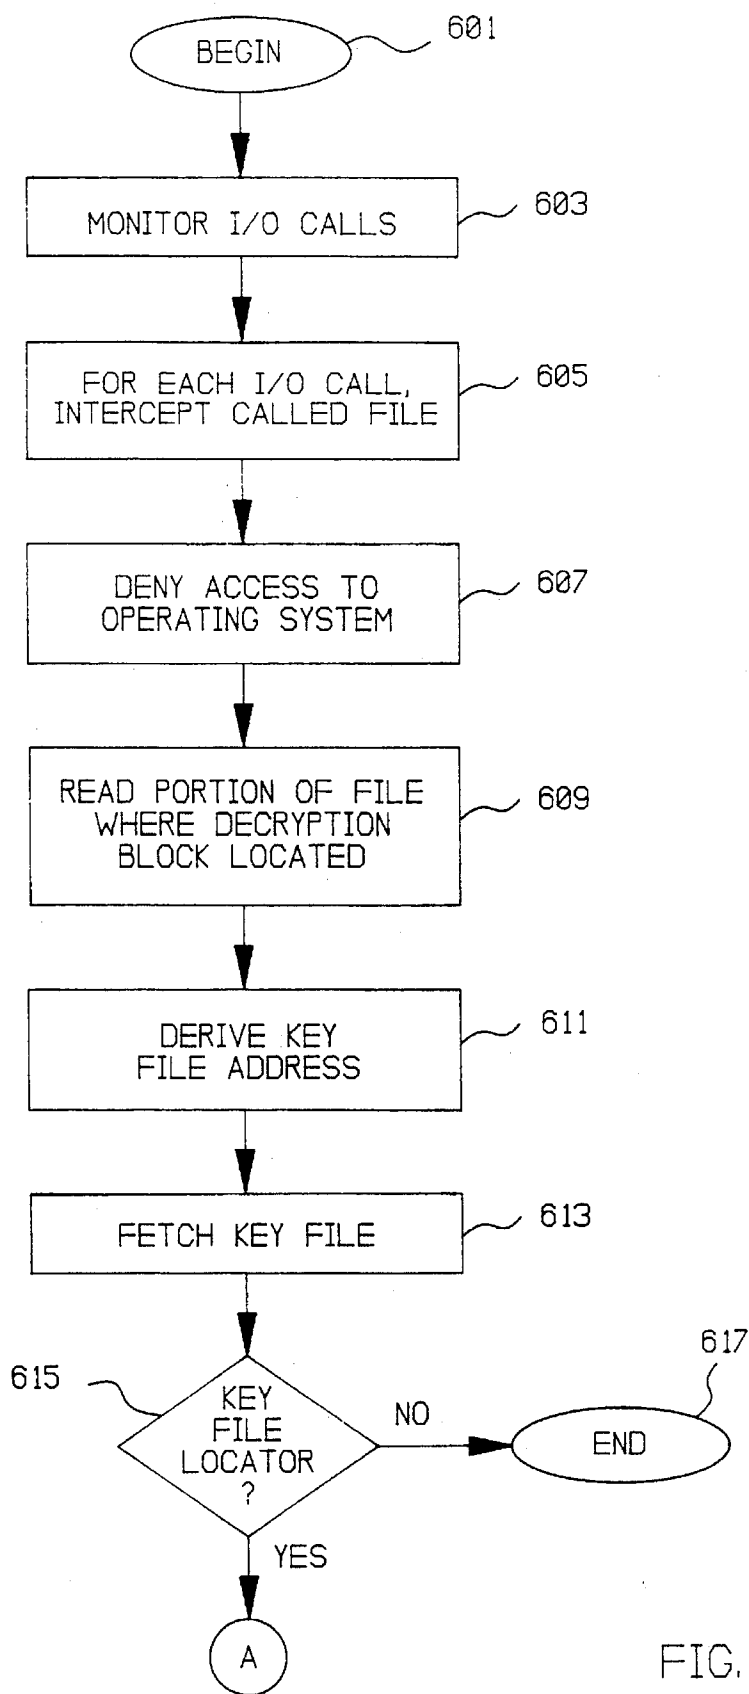 BEGIN
601
MONITOR I/O CALLS
603
FOR EACH I/O CALL,
INTERCEPT CALLED FILE
605
DENY ACCESS TO
OPERATING SYSTEM
607
READ PORTION OF FILE
WHERE DECRYPTION
BLOCK LOCATED
609
DERIVE KEY
FILE ADDRESS
611
FETCH KEY FILE
613
615
KEY
FILE
LOCATOR
?
NO
END
617
YES
A
FIG.